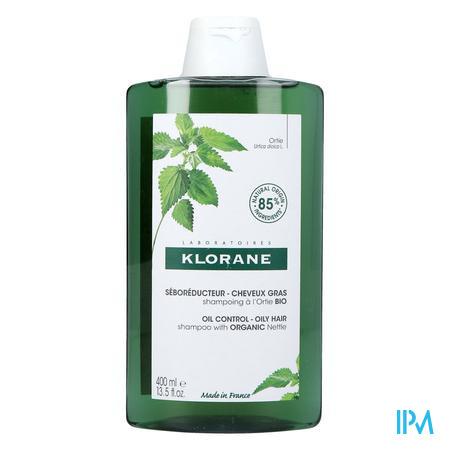 Ortie
Urtica dioica L.
NATURAL ORIGIN
85%
INGREDIENTS
LABORATOIRES
KLORANE
SÉBORÉDUCTEUR - CHEVEUX GRAS
shampoing à l'Ortie BIO
OIL CONTROL - OILY HAIR
shampoo with ORGANIC Nettle
400 ml e
13.5 fl.oz.
Made in France
IPM